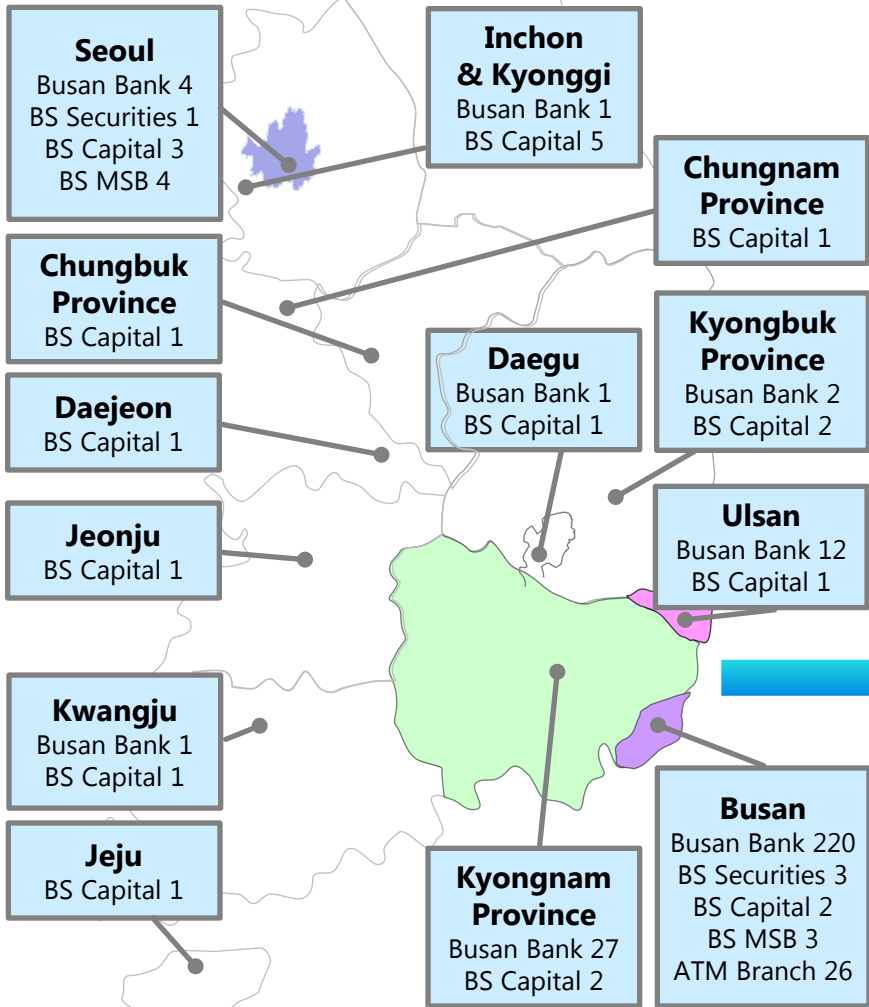 Seoul
Busan Bank 4
BS Securities 1
BS Capital 3
BS MSB 4
Inchon
& Kyonggi
Busan Bank 1
BS Capital 5
Chungnam
Province
BS Capital 1
Chungbuk
Province
BS Capital 1
Daegu
Busan Bank 1
BS Capital 1
Kyongbuk
Province
Busan Bank 2
BS Capital 2
Daejeon
BS Capital 1
Jeonju
BS Capital 1
Ulsan
Busan Bank 12
BS Capital 1
Kwangju
Busan Bank 1
BS Capital 1
Jeju
BS Capital 1
Kyongnam
Province
Busan Bank 27
BS Capital 2
Busan
Busan Bank 220
BS Securities 3
BS Capital 2
BS MSB 3
ATM Branch 26